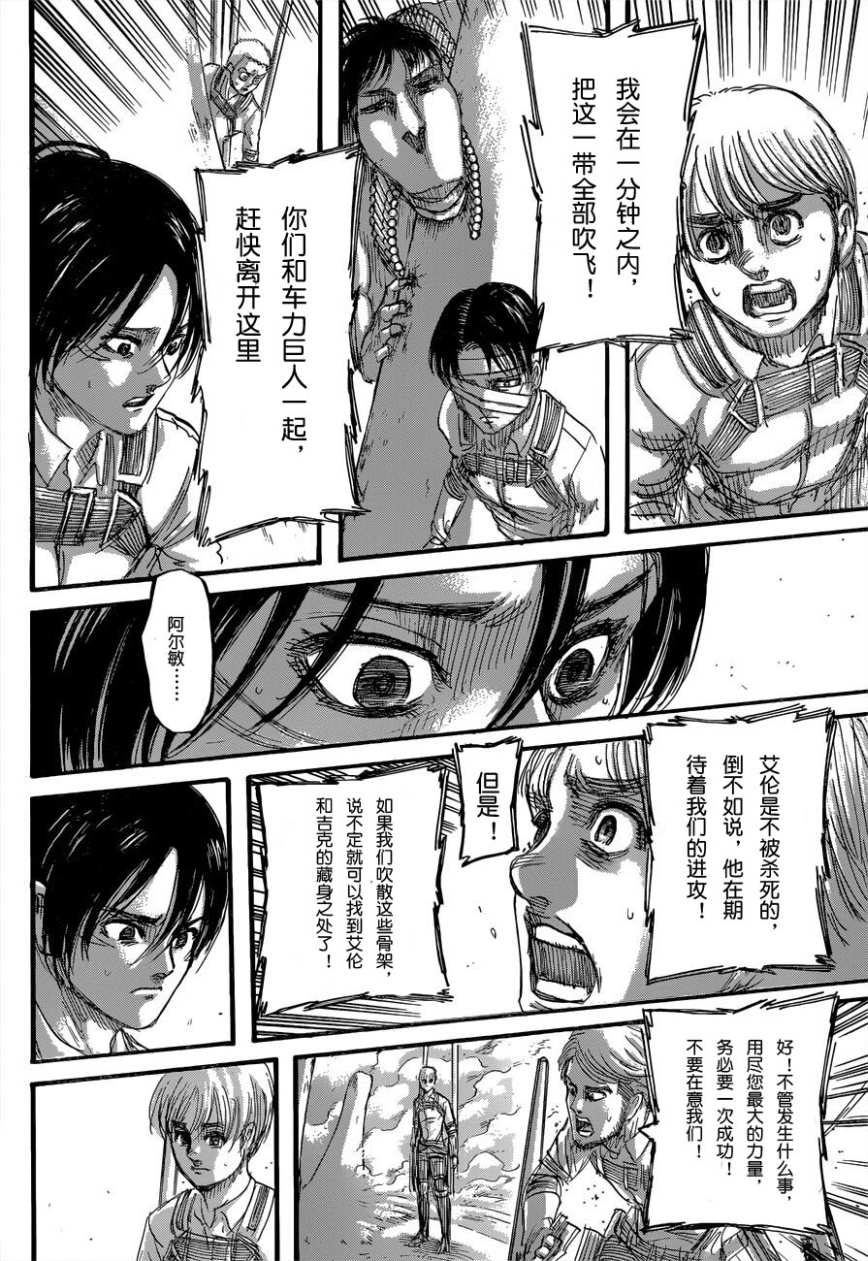 我会在一分钟之内，
把这一带全部吹飞！
你们和车力巨人一起，
赶快离开这里
阿尔敏……
艾伦是不被杀死的，
倒不如说，他在期
待着我们的进攻！
但是！
如果我们吹散这些骨架，
说不定就可以找到艾伦
和吉克的藏身之处了！
好！不管发生什么事，
用尽您最大的力量，
务必要一次成功！
不要在意我们！